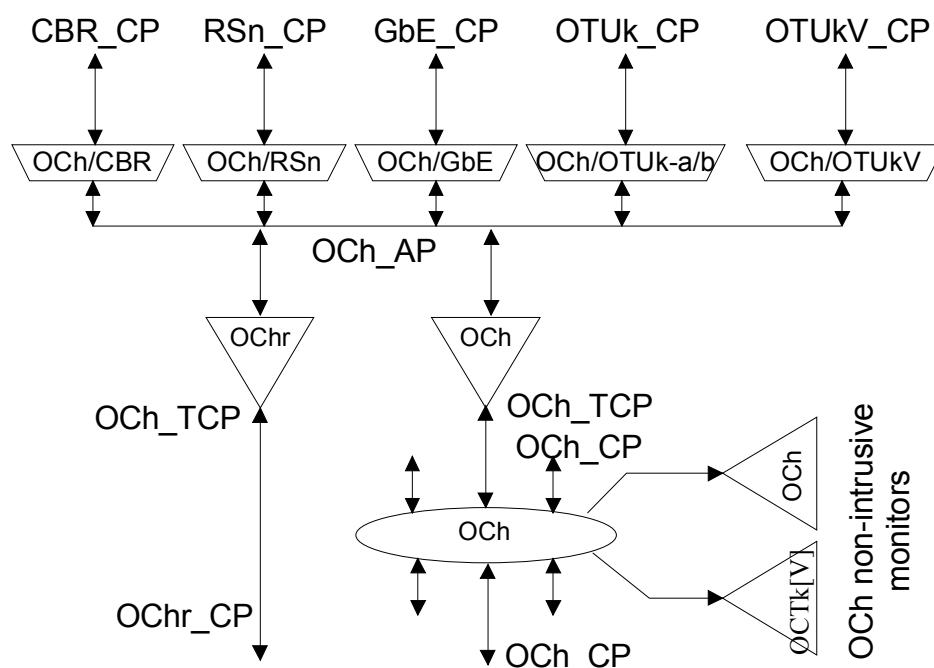 CBR_CP RSn_CP GbE_CP OTUk_CP OTUkV_CP
OCh/CBR OCh/RSn OCh/GbE OCh/OTUk-a/b OCh/OTUkV
OCh_AP
OChr OCh
OCh_TCP OCh_TCP
OCh_CP
OCh
OCh
OCTk[V]
OCh non-intrusive
monitors
OChr_CP
OCh_CP